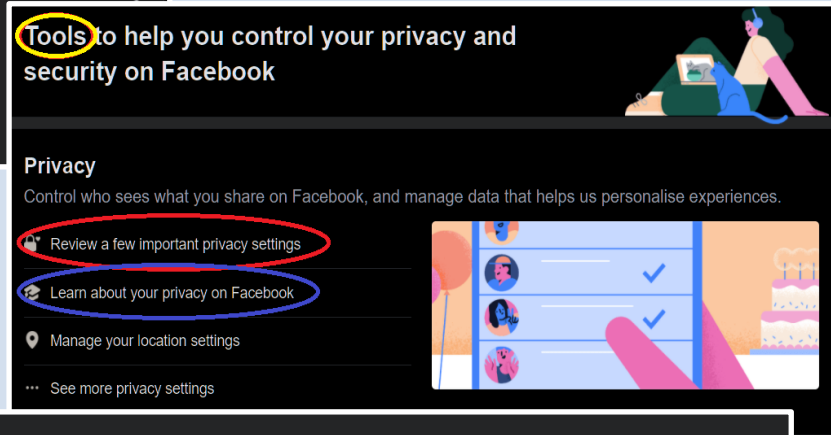 Tools to help you control your privacy and
security on Facebook
Privacy
Control who sees what you share on Facebook, and manage data that helps us personalise experiences.
Review a few important privacy settings
Learn about your privacy on Facebook
Manage your location settings
See more privacy settings